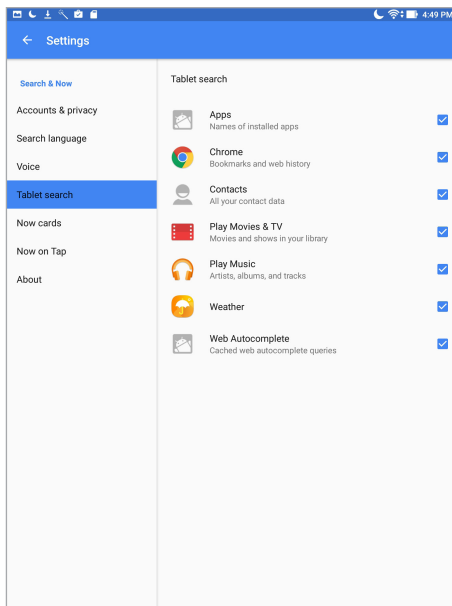 4:49 PM
Settings
Search & Now
Accounts & privacy
Search language
Voice
Tablet search
Now cards
Now on Tap
About
Tablet search
Apps
Names of installed apps
Chrome
Bookmarks and web history
Contacts
All your contact data
Play Movies & TV
Movies and shows in your library
Play Music
Artists, albums, and tracks
Weather
Web Autocomplete
Cached web autocomplete queries